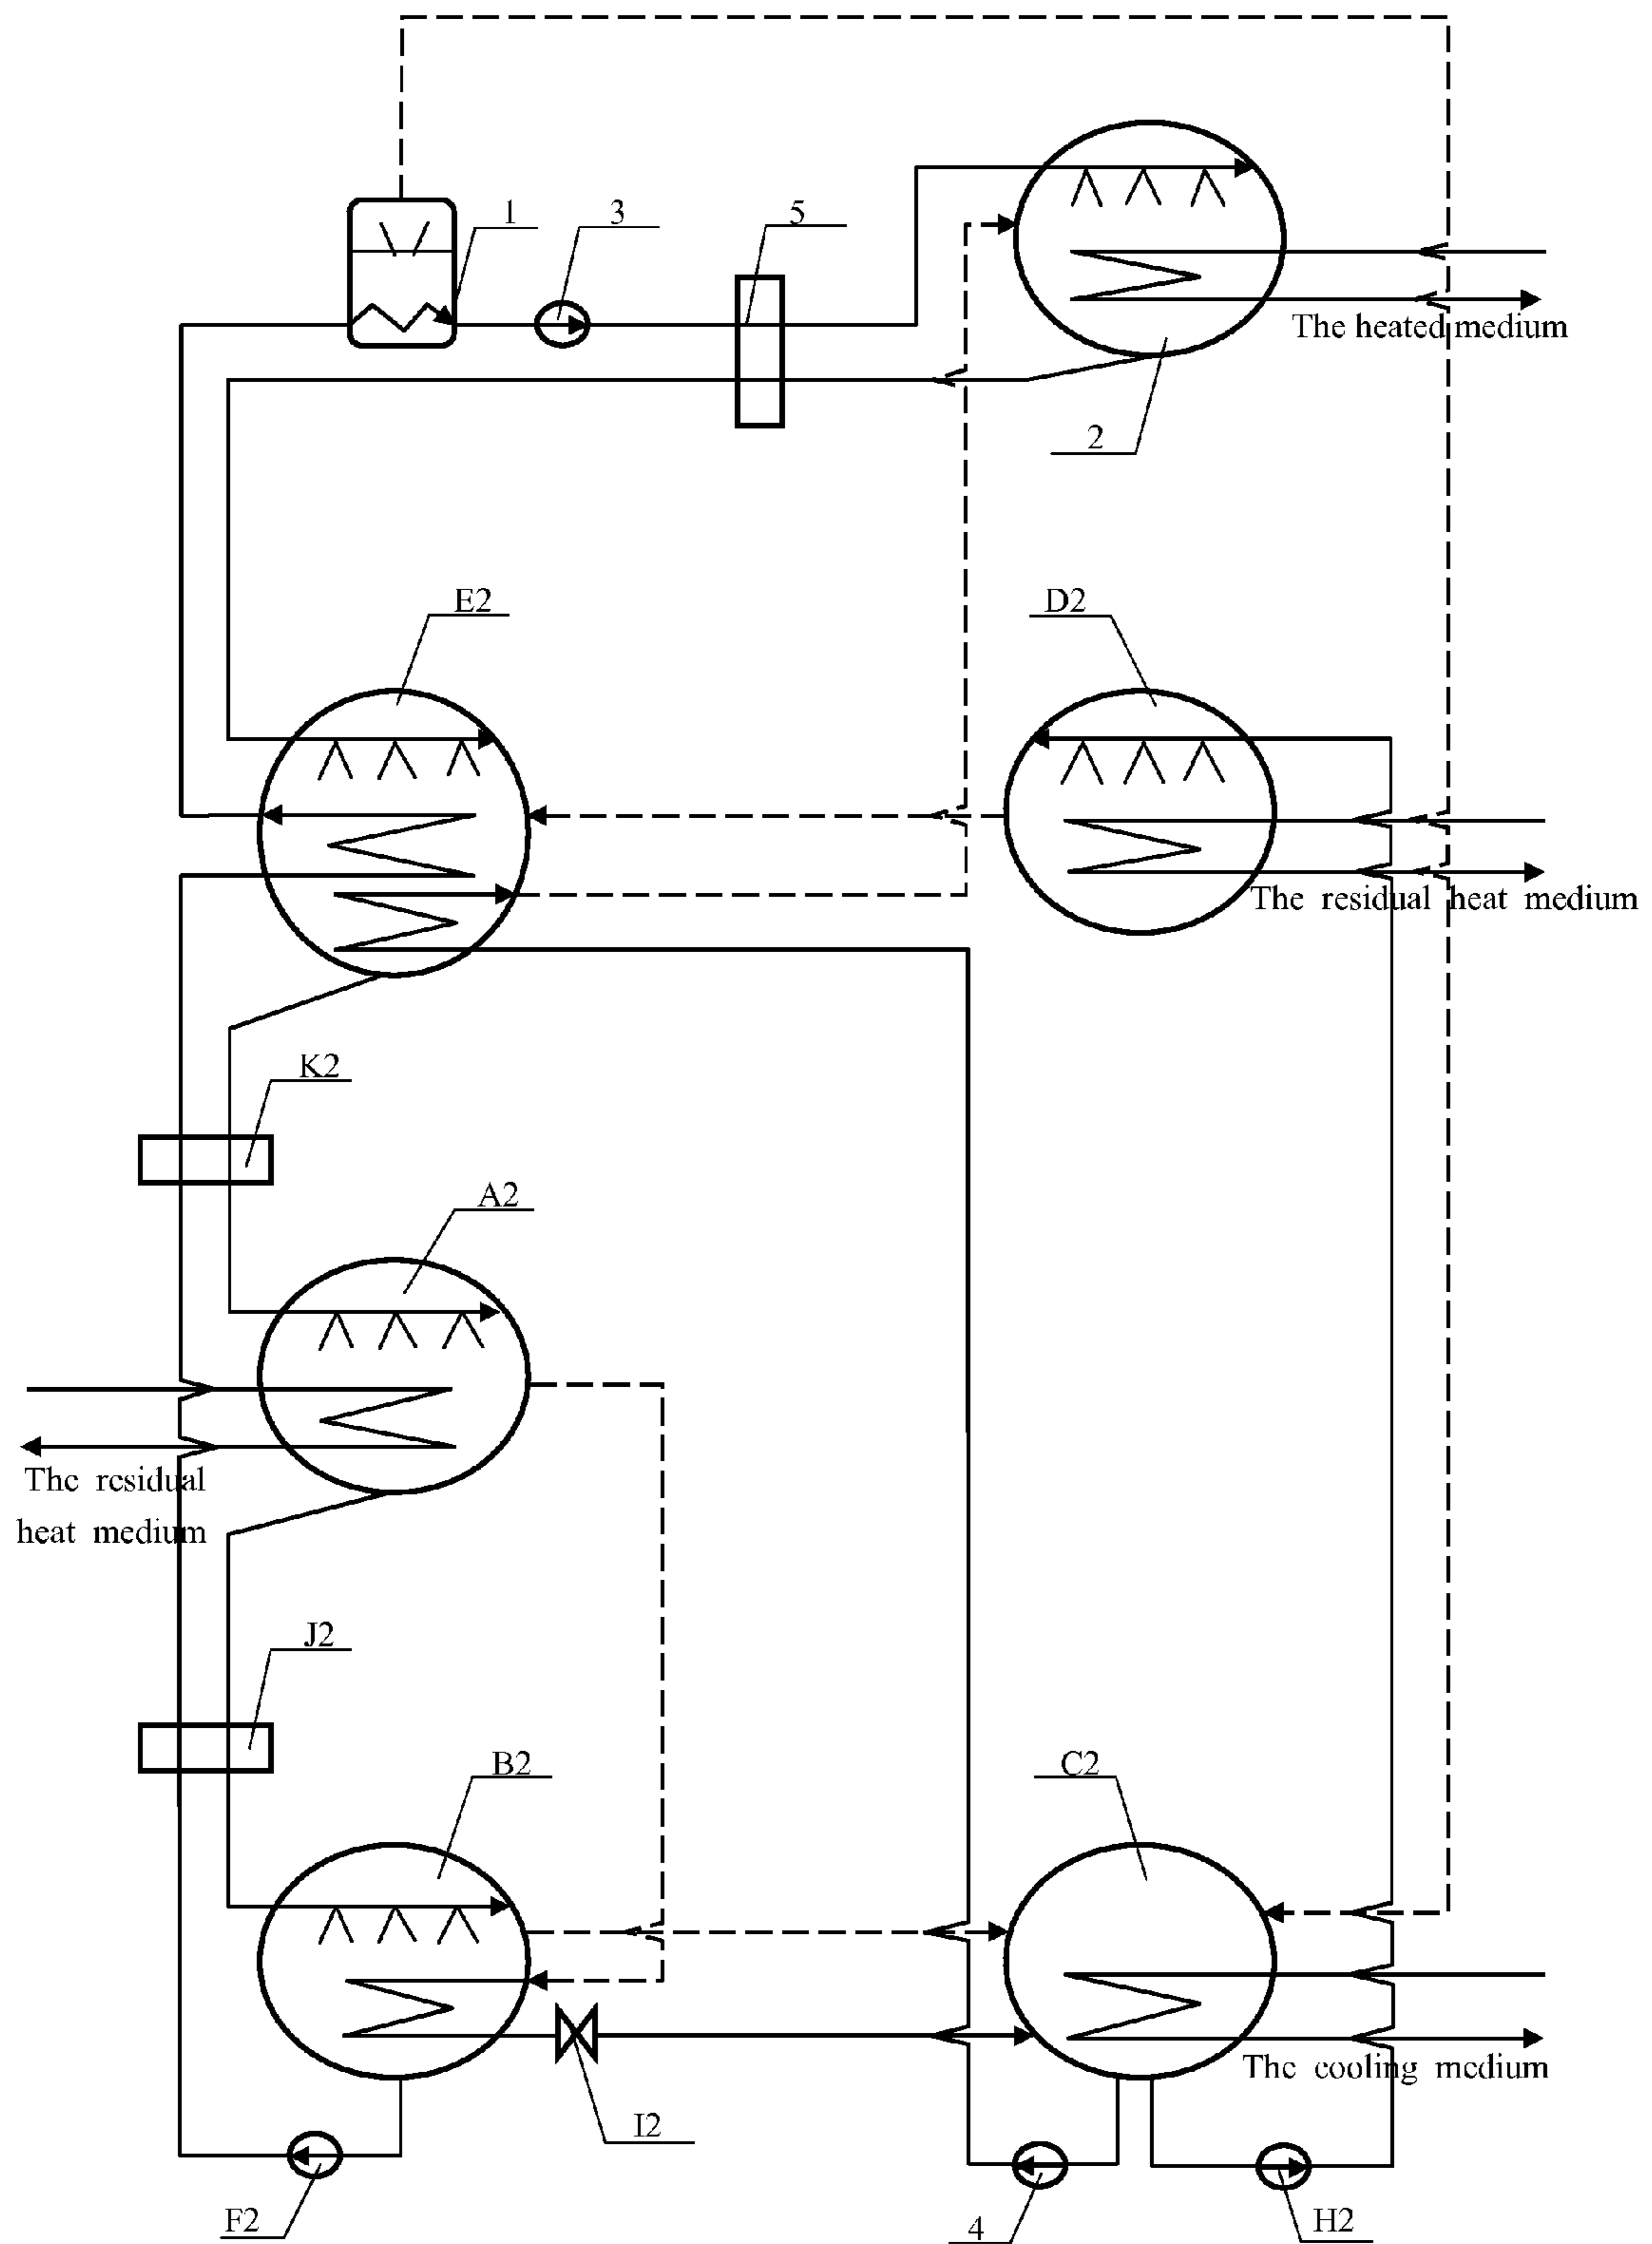 1
3
5
The heated medium
2
E2
D2
The residual heat medium
K2
A2
The residual
heat medium
J2
B2
C2
The cooling medium
I2
F2
4
H2